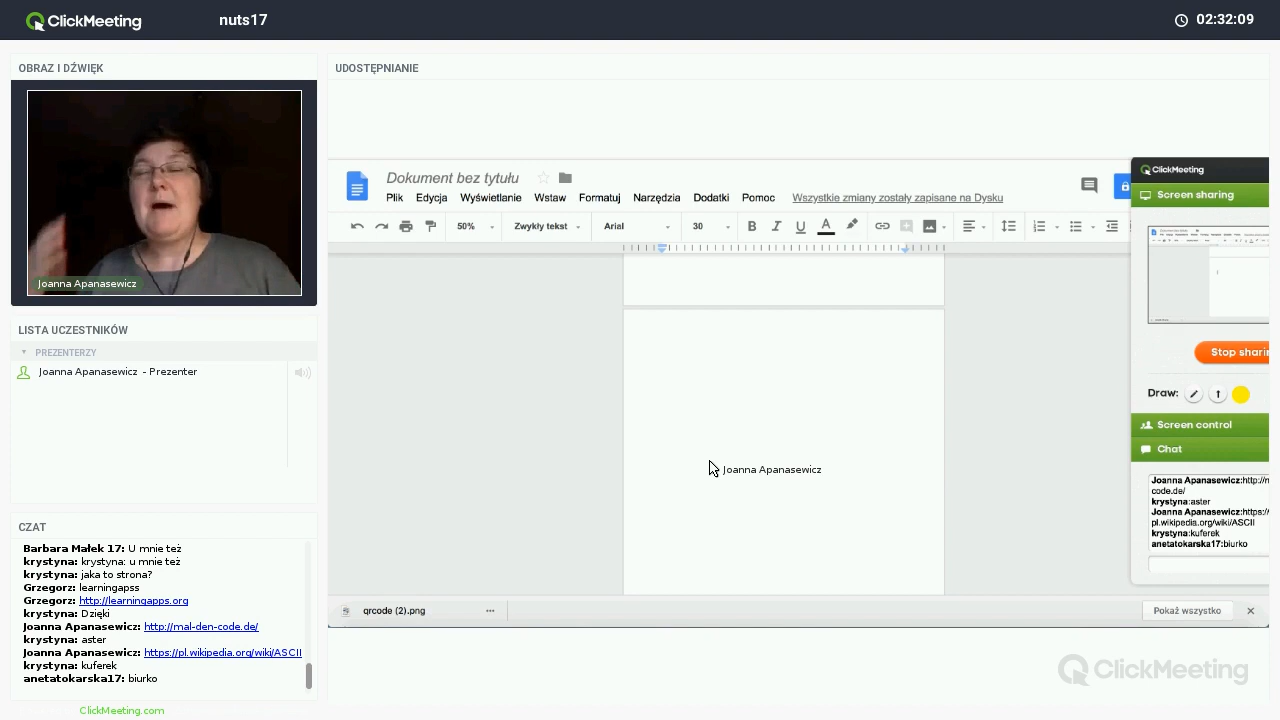 ClickMeeting
nuts17
02:32:09
OBRAZ I DŹWIĘK
Joanna Apanasewicz
LISTA UCZESTNIKÓW
PREZENTERZY
Joanna Apanasewicz - Prezenter
CZAT
Barbara Małek 17: U mnie też
krystyna: krystyna: u mnie też
krystyna: jaka to strona?
Grzegorz: learningapss
Grzegorz: http://learningapps.org
krystyna: Dzięki
Joanna Apanasewicz: http://mal-den-code.de/
krystyna: aster
Joanna Apanasewicz: https://pl.wikipedia.org/wiki/ASCII
krystyna: kuferek
anetatokarska17: biurko
ClickMeeting.com
UDOSTĘPNIANIE
Dokument bez tytułu
Plik Edycja Wyświetlanie Wstaw Formatuj Narzędzia Dodatki Pomoc Wszystkie zmiany zostały zapisane na Dysku
50% Zwykły tekst Arial 30 B I U A
Joanna Apanasewicz
ClickMeeting
Screen sharing
Stop sharin
Draw:
Screen control
Chat
Joanna Apanasewicz:http://m
code.de/
krystyna:aster
Joanna Apanasewicz:https:/
pl.wikipedia.org/wiki/ASCII
krystyna:kuferek
anetatokarska17:biurko
qrcode (2).png
Pokaż wszystko
ClickMeeting